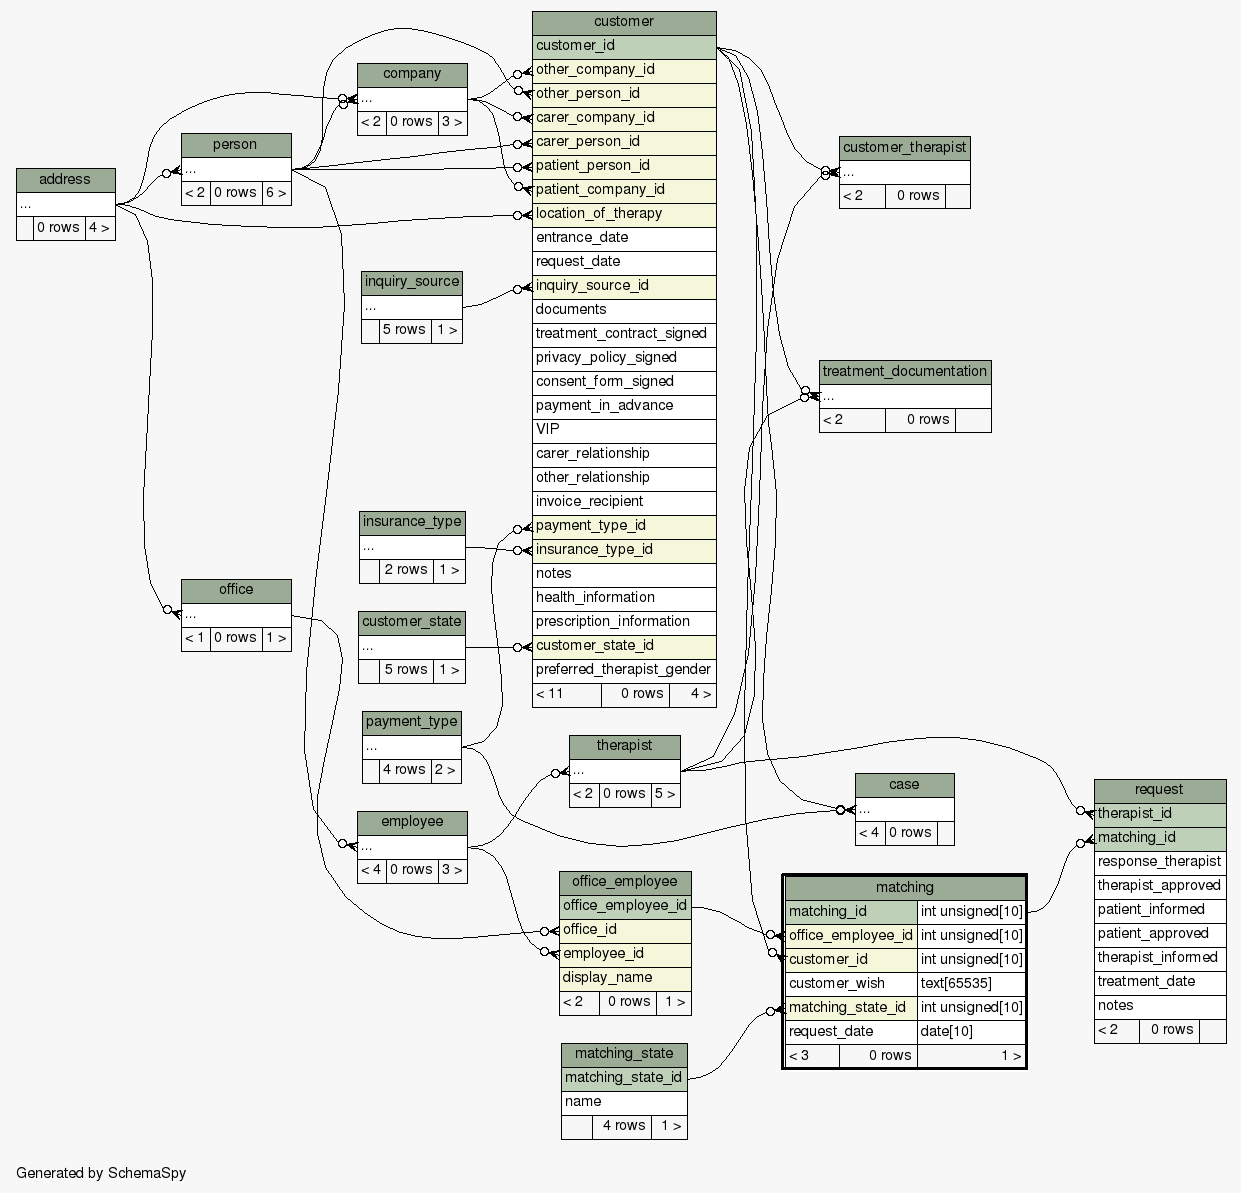 customer
customer_id
other_company_id
other_person_id
carer_company_id
carer_person_id
patient_person_id
patient_company_id
location_of_therapy
entrance_date
request_date
inquiry_source_id
documents
treatment_contract_signed
privacy_policy_signed
consent_form_signed
payment_in_advance
VIP
carer_relationship
other_relationship
invoice_recipient
payment_type_id
insurance_type_id
notes
health_information
prescription_information
customer_state_id
preferred_therapist_gender
< 11 0 rows 4 >
company
...
< 2 0 rows 3 >
person
...
< 2 0 rows 6 >
address
...
0 rows 4 >
customer_therapist
...
< 2 0 rows
inquiry_source
...
5 rows 1 >
treatment_documentation
...
< 2 0 rows
insurance_type
...
2 rows 1 >
office
...
< 1 0 rows 1 >
customer_state
...
5 rows 1 >
payment_type
...
4 rows 2 >
therapist
...
< 2 0 rows 5 >
case
...
< 4 0 rows
request
therapist_id
matching_id
response_therapist
therapist_approved
patient_informed
patient_approved
therapist_informed
treatment_date
notes
< 2 0 rows
employee
...
< 4 0 rows 3 >
office_employee
office_employee_id
office_id
employee_id
display_name
< 2 0 rows 1 >
matching
matching_id int unsigned[10]
office_employee_id int unsigned[10]
customer_id int unsigned[10]
customer_wish text[65535]
matching_state_id int unsigned[10]
request_date date[10]
< 3 0 rows 1 >
matching_state
matching_state_id
name
4 rows 1 >
Generated by SchemaSpy